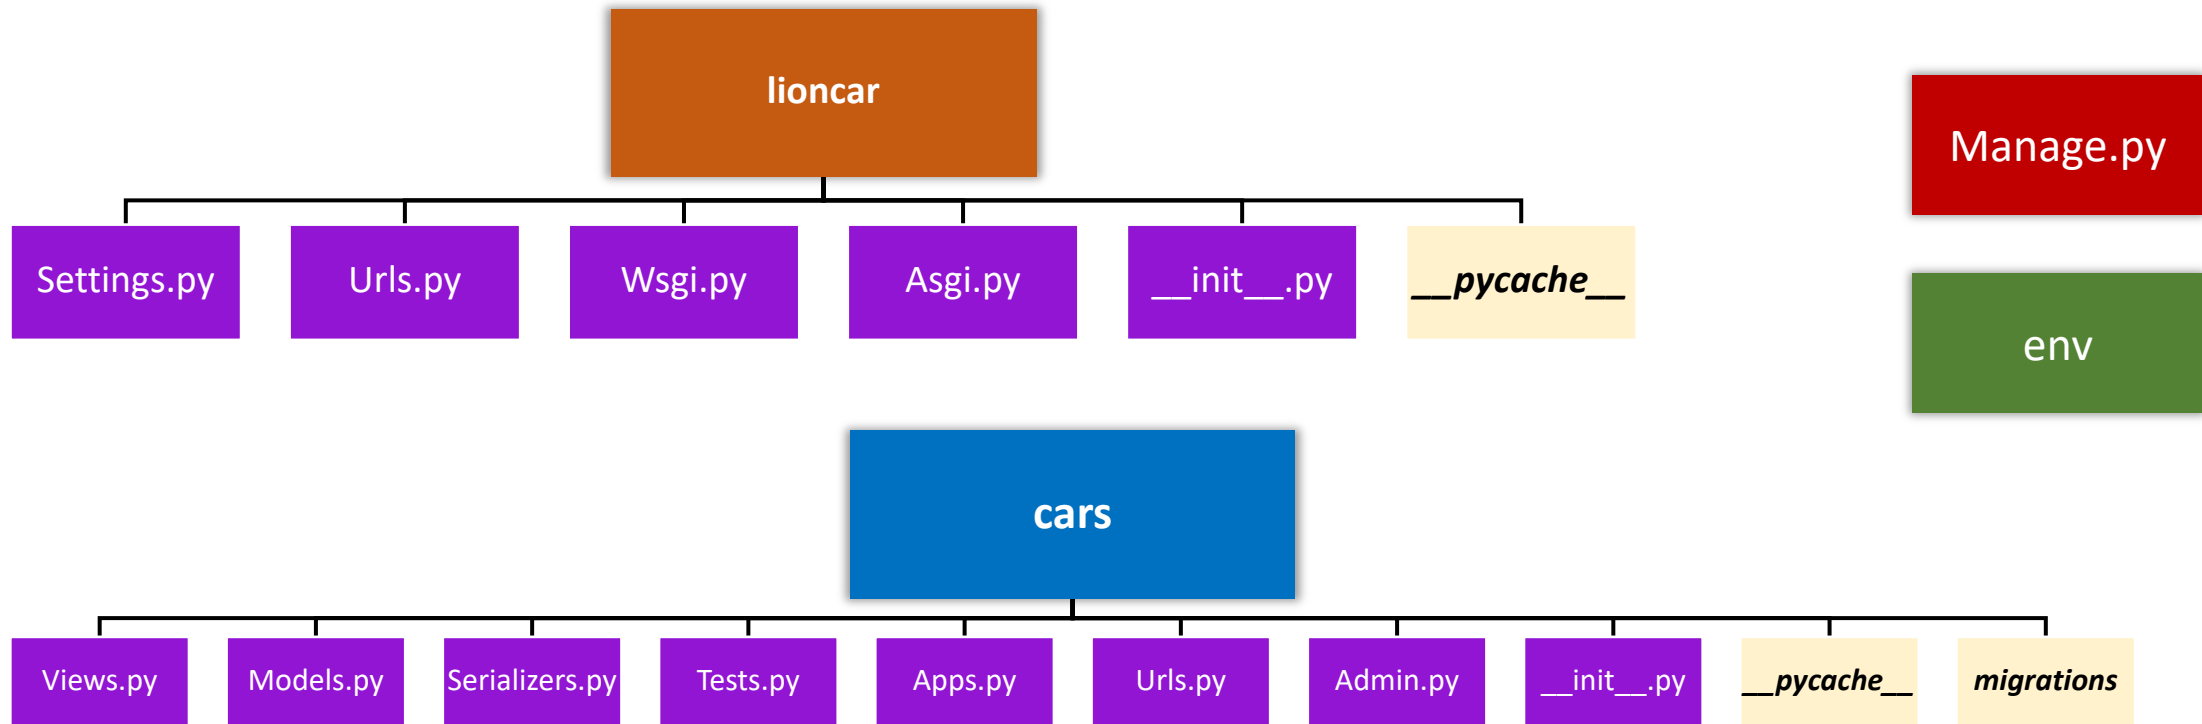 lioncar
Manage.py
Settings.py
Urls.py
Wsgi.py
Asgi.py
__init__.py
__pycache__
env
cars
Views.py
Models.py
Serializers.py
Tests.py
Apps.py
Urls.py
Admin.py
__init__.py
__pycache__
migrations